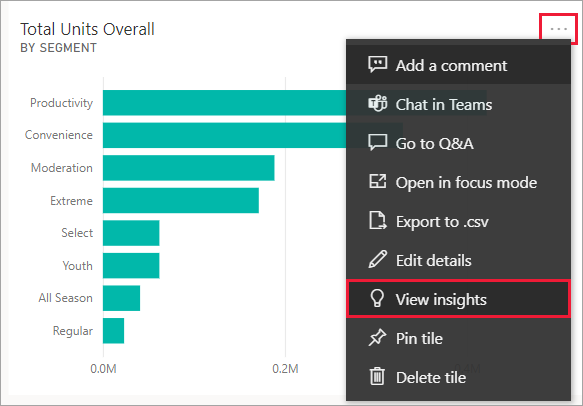 Total Units Overall
BY SEGMENT
Productivity
Convenience
Moderation
Extreme
Select
Youth
All Season
Regular
0.0M
0.2M
Add a comment
Chat in Teams
Go to Q&A
Open in focus mode
Export to .csv
Edit details
View insights
Pin tile
Delete tile